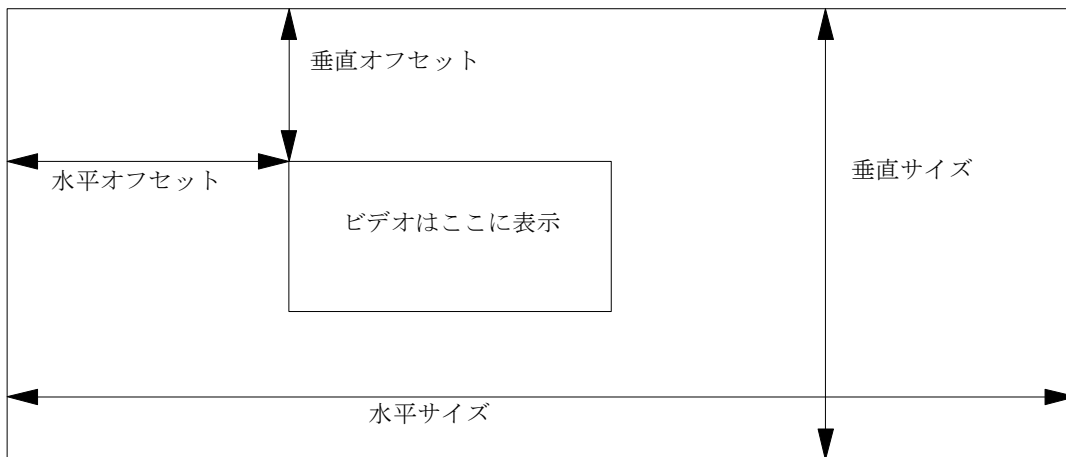 垂直オフセット
水平オフセット
垂直サイズ
ビデオはここに表示
水平サイズ